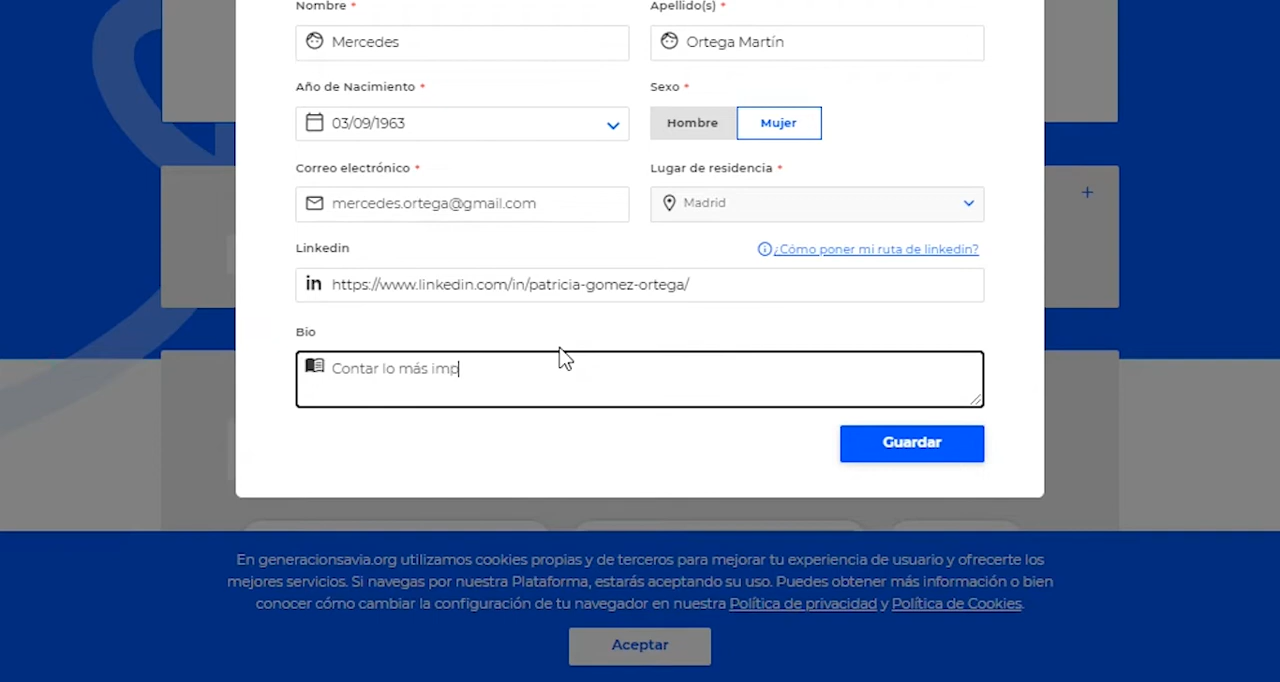 Nombre *
Apellido(s) *
Mercedes
Ortega Martín
Año de Nacimiento *
Sexo *
03/09/1963
Hombre
Mujer
Correo electrónico *
Lugar de residencia *
mercedes.ortega@gmail.com
Madrid
+
Linkedin
¿Cómo poner mi ruta de linkedin?
in https://www.linkedin.com/in/patricia-gomez-ortega/
Bio
Contar lo más imp
Guardar
En generacionsavia.org utilizamos cookies propias y de terceros para mejorar tu experiencia de usuario y ofrecerte los
mejores servicios. Si navegas por nuestra Plataforma, estarás aceptando su uso. Puedes obtener más información o bien
conocer cómo cambiar la configuración de tu navegador en nuestra Política de privacidad y Política de Cookies.
Aceptar